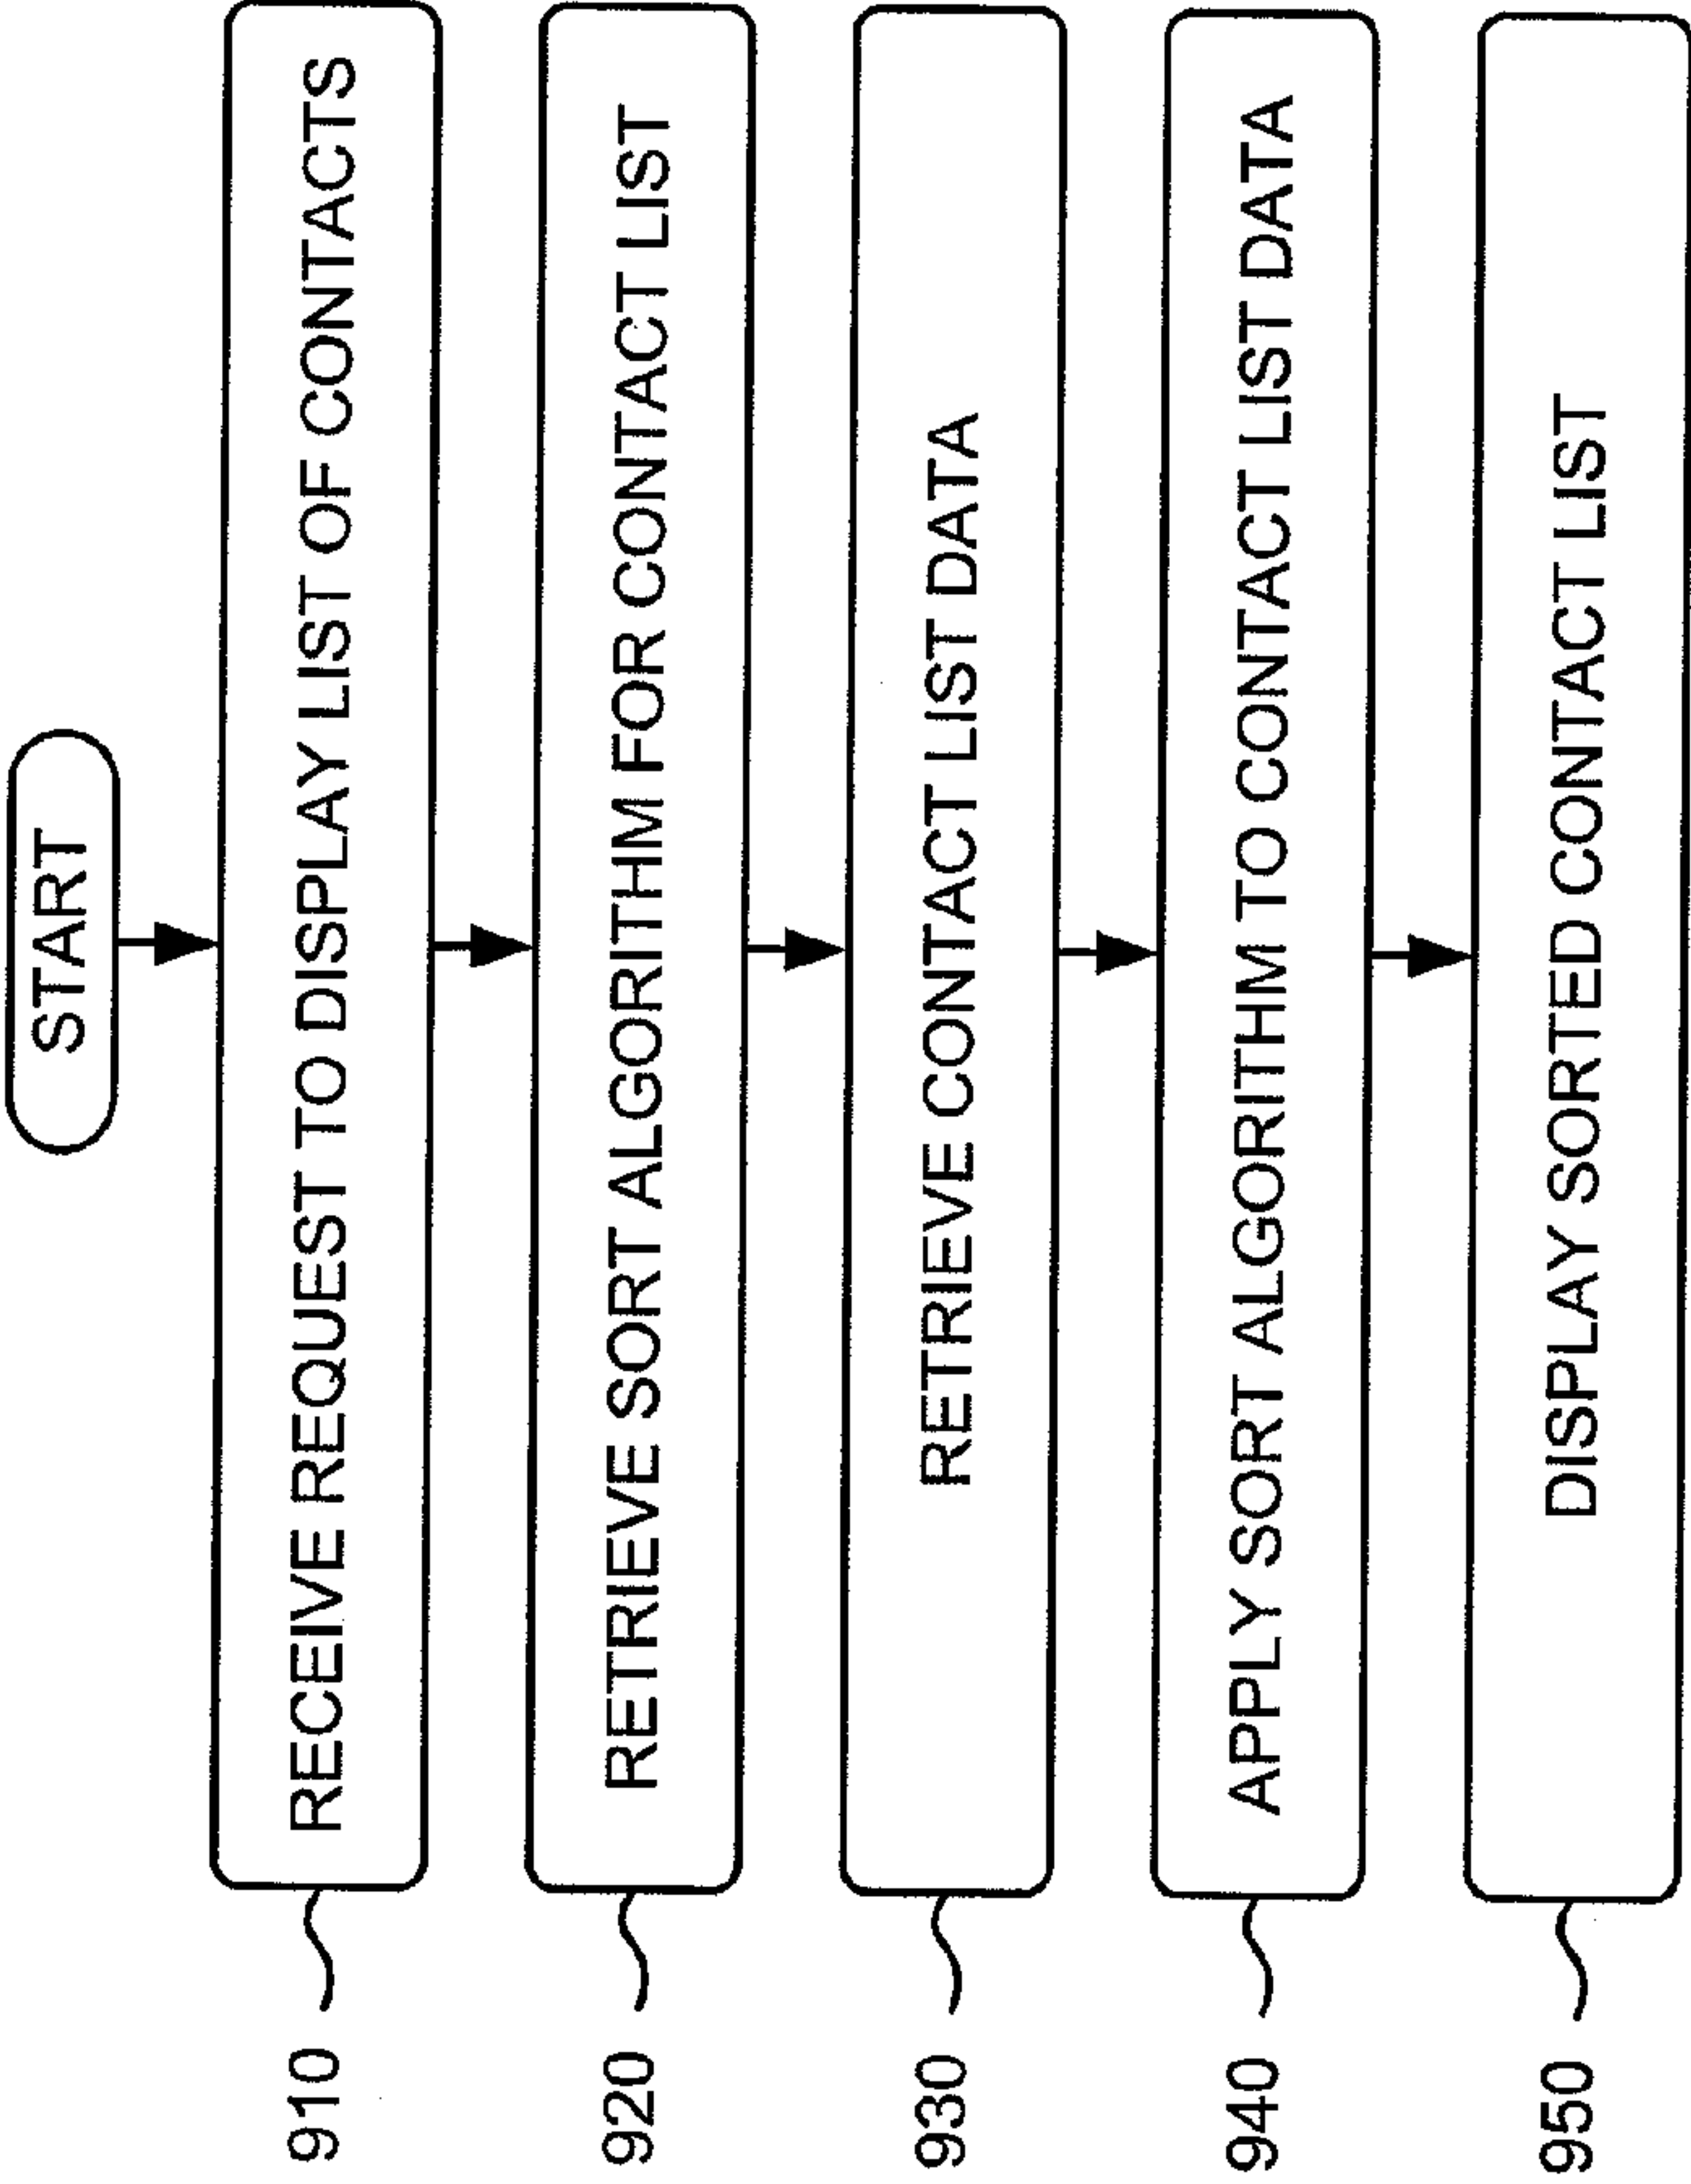 START
910 RECEIVE REQUEST TO DISPLAY LIST OF CONTACTS
920 RETRIEVE SORT ALGORITHM FOR CONTACT LIST
930 RETRIEVE CONTACT LIST DATA
940 APPLY SORT ALGORITHM TO CONTACT LIST DATA
950 DISPLAY SORTED CONTACT LIST